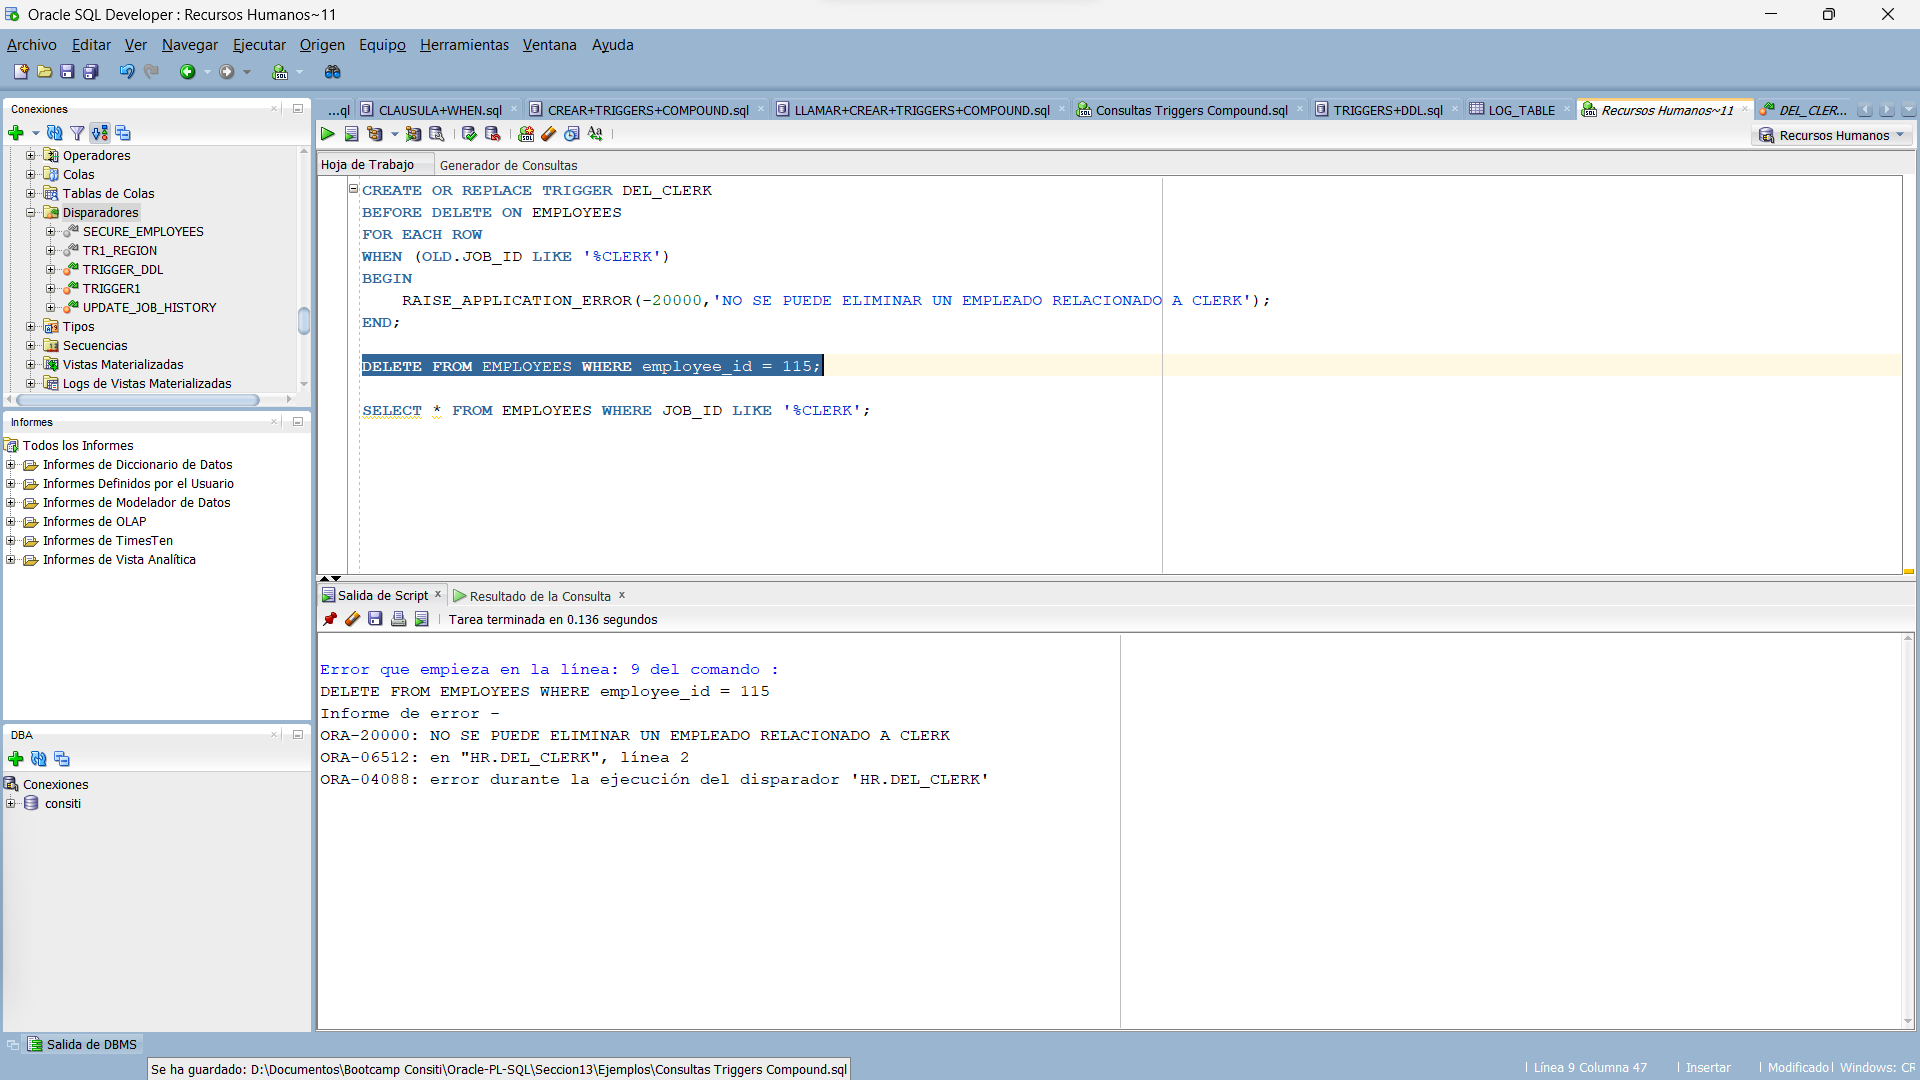 Oracle SQL Developer : Recursos Humanos~11
Archivo Editar Ver Navegar Ejecutar Origen Equipo Herramientas Ventana Ayuda
Conexiones
...ql CLAUSULA+WHEN.sql CREAR+TRIGGERS+COMPOUND.sql LLAMAR+CREAR+TRIGGERS+COMPOUND.sql Consultas Triggers Compound.sql TRIGGERS+DDL.sql LOG_TABLE Recursos Humanos~11 DEL_CLER...
Recursos Humanos
Operadores
Colas
Tablas de Colas
Disparadores
SECURE_EMPLOYEES
TR1_REGION
TRIGGER_DDL
TRIGGER1
UPDATE_JOB_HISTORY
Tipos
Secuencias
Vistas Materializadas
Logs de Vistas Materializadas
Informes
Todos los Informes
Informes de Diccionario de Datos
Informes Definidos por el Usuario
Informes de Modelador de Datos
Informes de OLAP
Informes de TimesTen
Informes de Vista Analítica
DBA
Conexiones
consiti
Hoja de Trabajo Generador de Consultas
CREATE OR REPLACE TRIGGER DEL_CLERK
BEFORE DELETE ON EMPLOYEES
FOR EACH ROW
WHEN (OLD.JOB_ID LIKE '%CLERK')
BEGIN
RAISE_APPLICATION_ERROR(-20000,'NO SE PUEDE ELIMINAR UN EMPLEADO RELACIONADO A CLERK');
END;
DELETE FROM EMPLOYEES WHERE employee_id = 115;
SELECT * FROM EMPLOYEES WHERE JOB_ID LIKE '%CLERK';
Salida de Script Resultado de la Consulta
Tarea terminada en 0.136 segundos
Error que empieza en la línea: 9 del comando :
DELETE FROM EMPLOYEES WHERE employee_id = 115
Informe de error -
ORA-20000: NO SE PUEDE ELIMINAR UN EMPLEADO RELACIONADO A CLERK
ORA-06512: en "HR.DEL_CLERK", línea 2
ORA-04088: error durante la ejecución del disparador 'HR.DEL_CLERK'
Salida de DBMS
Se ha guardado: D:\Documentos\Bootcamp Consiti\Oracle-PL-SQL\Seccion13\Ejemplos\Consultas Triggers Compound.sql
Línea 9 Columna 47 Insertar Modificado Windows: CR